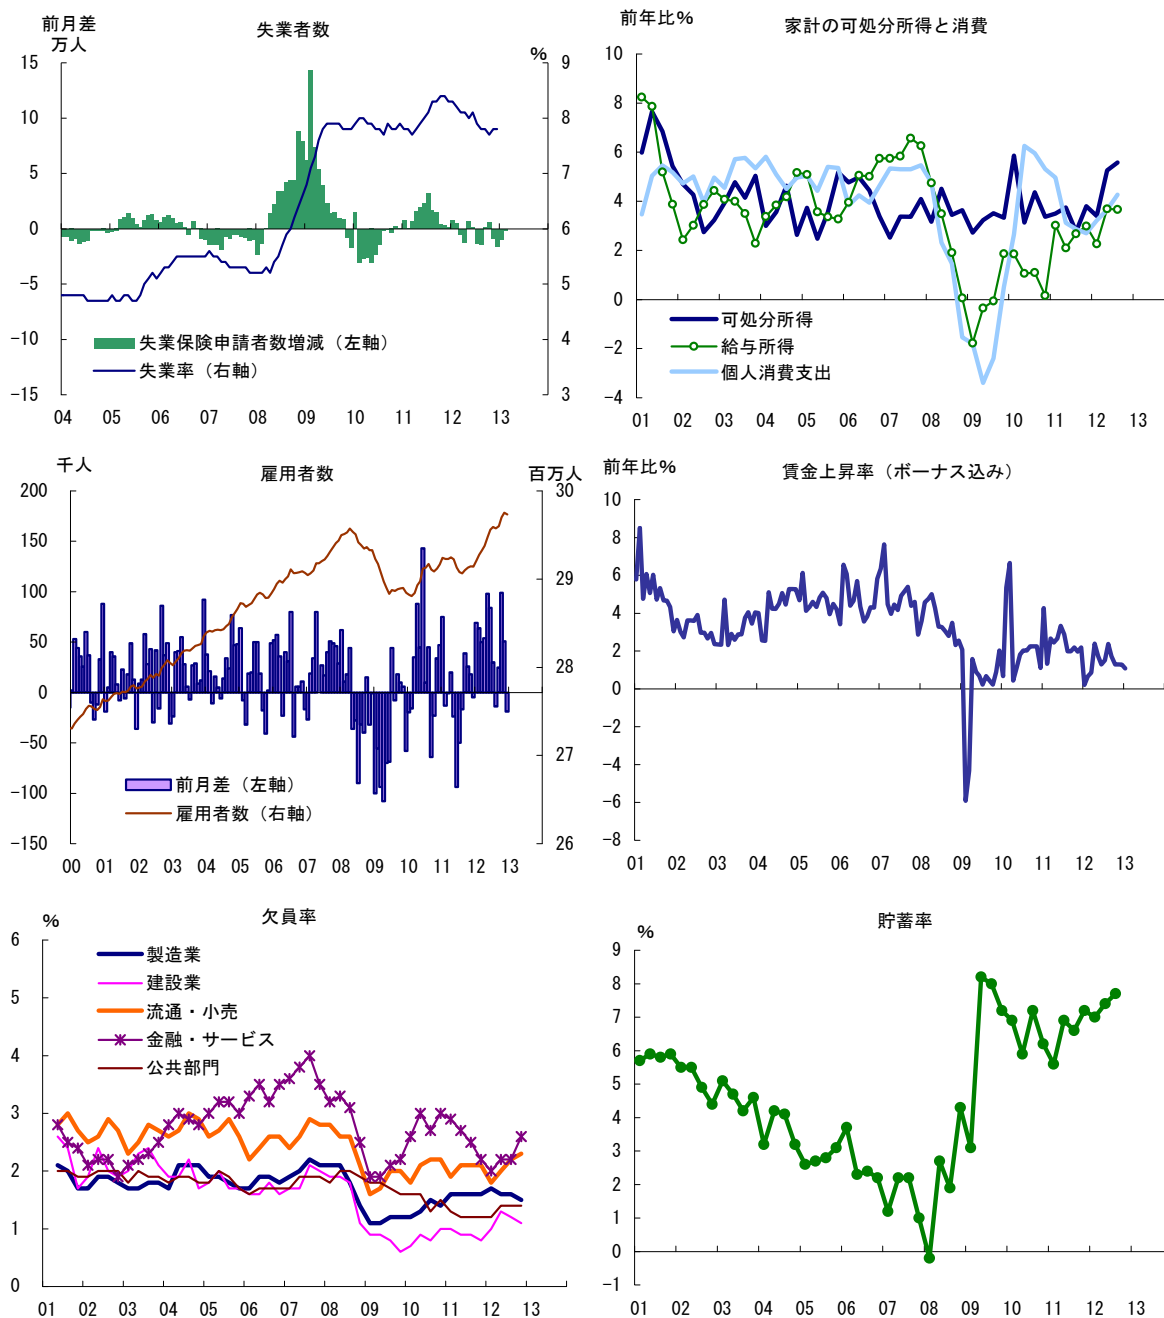 前月差
万人
失業者数
%
15
10
5
0
−5
−10
−15
9
8
7
6
5
4
3
失業保険申請者数増減（左軸）
失業率（右軸）
04 05 06 07 08 09 10 11 12 13
前年比%
家計の可処分所得と消費
10
8
6
4
2
0
−2
−4
可処分所得
給与所得
個人消費支出
01 02 03 04 05 06 07 08 09 10 11 12 13
千人
雇用者数
百万人
200
150
100
50
0
−50
−100
−150
30
29
28
27
26
前月差（左軸）
雇用者数（右軸）
00 01 02 03 04 05 06 07 08 09 10 11 12 13
前年比%
賃金上昇率（ボーナス込み）
10
8
6
4
2
0
−2
−4
−6
−8
01 02 03 04 05 06 07 08 09 10 11 12 13
%
欠員率
6
5
4
3
2
1
0
製造業
建設業
流通・小売
金融・サービス
公共部門
01 02 03 04 05 06 07 08 09 10 11 12 13
%
貯蓄率
9
8
7
6
5
4
3
2
1
0
−1
01 02 03 04 05 06 07 08 09 10 11 12 13